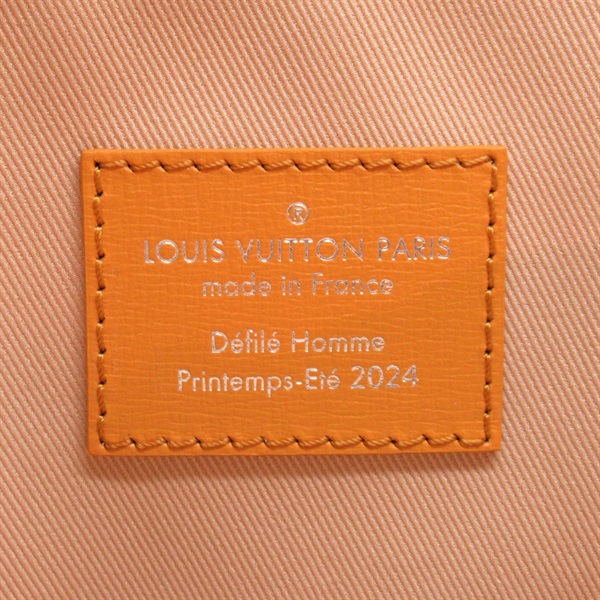 ®
LOUIS VUITTON PARIS
made in France
Défilé Homme
Printemps-Eté 2024